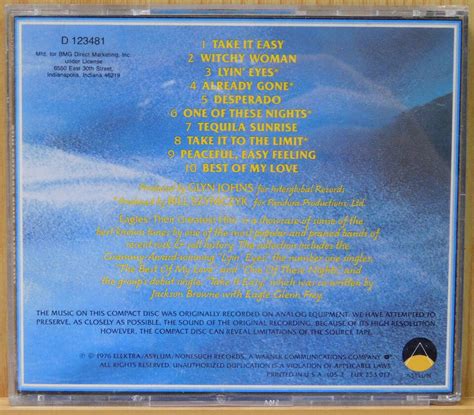 D 123481
Mfd. for BMG Direct Marketing, Inc.
under License
6550 East 30th Street,
Indianapolis, Indiana 46219
1 TAKE IT EASY
2 WITCHY WOMAN
3 LYIN' EYES*
4 ALREADY GONE*
5 DESPERADO
6 ONE OF THESE NIGHTS*
7 TEQUILA SUNRISE
8 TAKE IT TO THE LIMIT*
9 PEACEFUL, EASY FEELING
10 BEST OF MY LOVE
Produced by GLYN JOHNS for Interglobal Records
*Produced by BILL SZYMCZYK for Pandora Productions, Ltd.
Eagles: Their Greatest Hits is a showcase of some of the
best known tunes by one of the most popular and praised bands of
recent rock & roll history. The collection includes the
Grammy Award-winning "Lyin' Eyes," the number one singles,
"The Best Of My Love" and "One Of These Nights," and
the group's debut single, "Take It Easy," which was co-written by
Jackson Browne with Eagle Glenn Frey.
THE MUSIC ON THIS COMPACT DISC WAS ORIGINALLY RECORDED ON ANALOG EQUIPMENT. WE HAVE ATTEMPTED TO
PRESERVE, AS CLOSELY AS POSSIBLE, THE SOUND OF THE ORIGINAL RECORDING. BECAUSE OF ITS HIGH RESOLUTION
HOWEVER, THE COMPACT DISC CAN REVEAL LIMITATIONS OF THE SOURCE TAPE.
℗ © 1976 ELEKTRA/ASYLUM/NONESUCH RECORDS, A WARNER COMMUNICATIONS COMPANY
ALL RIGHTS RESERVED. UNAUTHORIZED DUPLICATION IS A VIOLATION OF APPLICABLE LAWS
PRINTED IN U.S.A. 105-2
ASYLUM